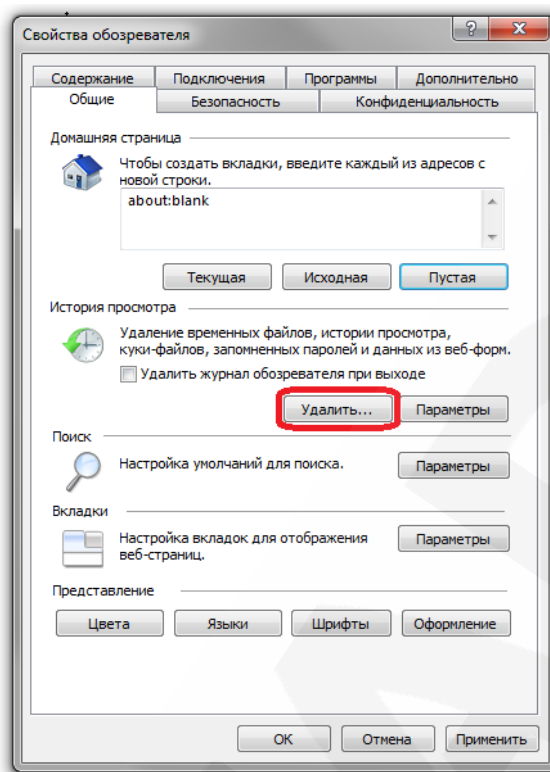 Свойства обозревателя
Содержание Подключения Программы Дополнительно
Общие Безопасность Конфиденциальность
Домашняя страница
Чтобы создать вкладки, введите каждый из адресов с
новой строки.
about:blank
Текущая Исходная Пустая
История просмотра
Удаление временных файлов, истории просмотра,
куки-файлов, запомненных паролей и данных из веб-форм.
Удалить журнал обозревателя при выходе
Удалить... Параметры
Поиск
Настройка умолчаний для поиска. Параметры
Вкладки
Настройка вкладок для отображения
веб-страниц.
Параметры
Представление
Цвета Языки Шрифты Оформление
ОК Отмена Применить